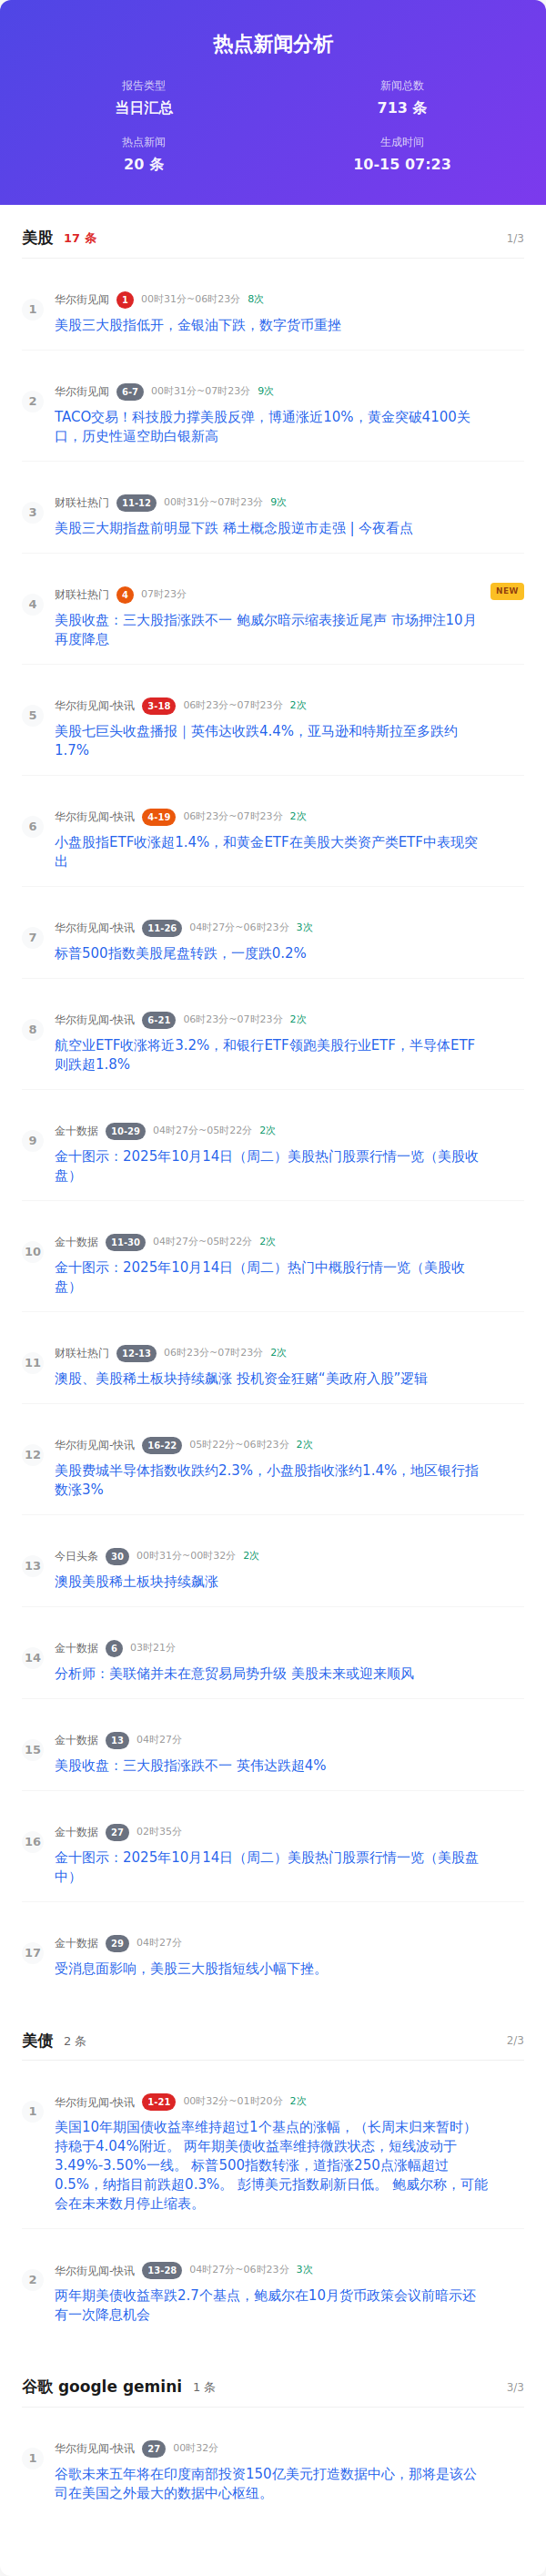 热点新闻分析
报告类型
新闻总数
当日汇总
713 条
热点新闻
生成时间
20 条
10-15 07:23
美股 17 条 1/3
1 华尔街见闻 1 00时31分~06时23分 8次
美股三大股指低开，金银油下跌，数字货币重挫
2 华尔街见闻 6-7 00时31分~07时23分 9次
TACO交易！科技股力撑美股反弹，博通涨近10%，黄金突破4100关
口，历史性逼空助白银新高
3 财联社热门 11-12 00时31分~07时23分 9次
美股三大期指盘前明显下跌 稀土概念股逆市走强 | 今夜看点
4 财联社热门 4 07时23分 NEW
美股收盘：三大股指涨跌不一 鲍威尔暗示缩表接近尾声 市场押注10月
再度降息
5 华尔街见闻-快讯 3-18 06时23分~07时23分 2次
美股七巨头收盘播报｜英伟达收跌4.4%，亚马逊和特斯拉至多跌约
1.7%
6 华尔街见闻-快讯 4-19 06时23分~07时23分 2次
小盘股指ETF收涨超1.4%，和黄金ETF在美股大类资产类ETF中表现突
出
7 华尔街见闻-快讯 11-26 04时27分~06时23分 3次
标普500指数美股尾盘转跌，一度跌0.2%
8 华尔街见闻-快讯 6-21 06时23分~07时23分 2次
航空业ETF收涨将近3.2%，和银行ETF领跑美股行业ETF，半导体ETF
则跌超1.8%
9 金十数据 10-29 04时27分~05时22分 2次
金十图示：2025年10月14日（周二）美股热门股票行情一览（美股收
盘）
10 金十数据 11-30 04时27分~05时22分 2次
金十图示：2025年10月14日（周二）热门中概股行情一览（美股收
盘）
11 财联社热门 12-13 06时23分~07时23分 2次
澳股、美股稀土板块持续飙涨 投机资金狂赌“美政府入股”逻辑
12 华尔街见闻-快讯 16-22 05时22分~06时23分 2次
美股费城半导体指数收跌约2.3%，小盘股指收涨约1.4%，地区银行指
数涨3%
13 今日头条 30 00时31分~00时32分 2次
澳股美股稀土板块持续飙涨
14 金十数据 6 03时21分
分析师：美联储并未在意贸易局势升级 美股未来或迎来顺风
15 金十数据 13 04时27分
美股收盘：三大股指涨跌不一 英伟达跌超4%
16 金十数据 27 02时35分
金十图示：2025年10月14日（周二）美股热门股票行情一览（美股盘
中）
17 金十数据 29 04时27分
受消息面影响，美股三大股指短线小幅下挫。
美债 2 条 2/3
1 华尔街见闻-快讯 1-21 00时32分~01时20分 2次
美国10年期国债收益率维持超过1个基点的涨幅，（长周末归来暂时）
持稳于4.04%附近。 两年期美债收益率维持微跌状态，短线波动于
3.49%-3.50%一线。 标普500指数转涨，道指涨250点涨幅超过
0.5%，纳指目前跌超0.3%。 彭博美元指数刷新日低。 鲍威尔称，可能
会在未来数月停止缩表。
2 华尔街见闻-快讯 13-28 04时27分~06时23分 3次
两年期美债收益率跌2.7个基点，鲍威尔在10月货币政策会议前暗示还
有一次降息机会
谷歌 google gemini 1 条 3/3
1 华尔街见闻-快讯 27 00时32分
谷歌未来五年将在印度南部投资150亿美元打造数据中心，那将是该公
司在美国之外最大的数据中心枢纽。